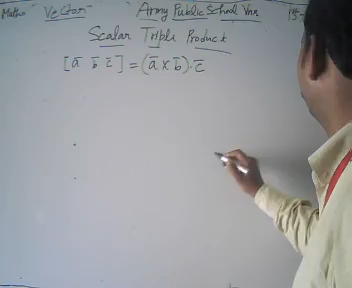 Maths Vector Army Public School Vns
Scalar Triple Product
[a̅ b̅ c̅] = (a̅ × b̅)·c̅